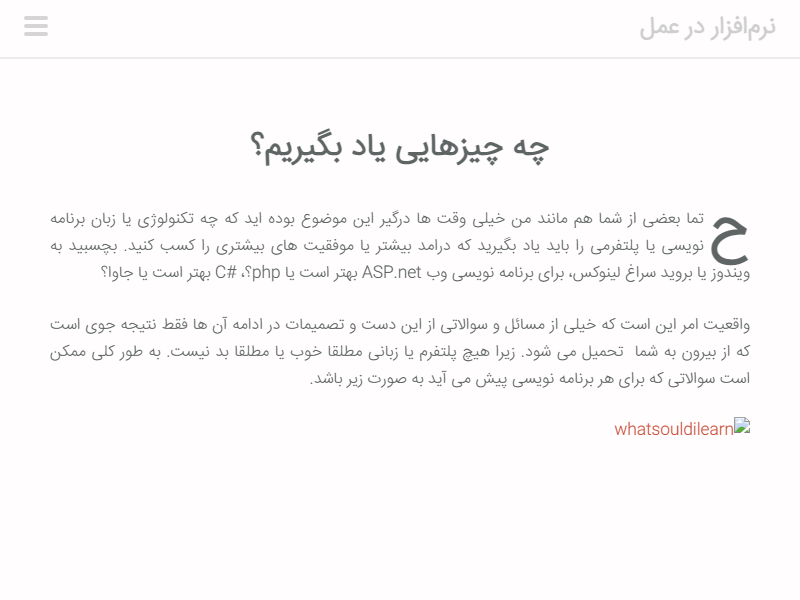 نرم‌افزار در عمل
چه چیزهایی یاد بگیریم؟
حتما بعضی از شما هم مانند من خیلی وقت ها درگیر این موضوع بوده اید که چه تکنولوژی یا زبان برنامه
نویسی یا پلتفرمی را باید یاد بگیرید که درامد بیشتر یا موفقیت های بیشتری را کسب کنید. بچسبید به
ویندوز یا بروید سراغ لینوکس، برای برنامه نویسی وب ASP.net بهتر است یا php؟، C# بهتر است یا جاوا؟
واقعیت امر این است که خیلی از مسائل و سوالاتی از این دست و تصمیمات در ادامه آن ها فقط نتیجه جوی است
که از بیرون به شما تحمیل می شود. زیرا هیچ پلتفرم یا زبانی مطلقا خوب یا مطلقا بد نیست. به طور کلی ممکن
است سوالاتی که برای هر برنامه نویسی پیش می آید به صورت زیر باشد.
whatsouldilearn